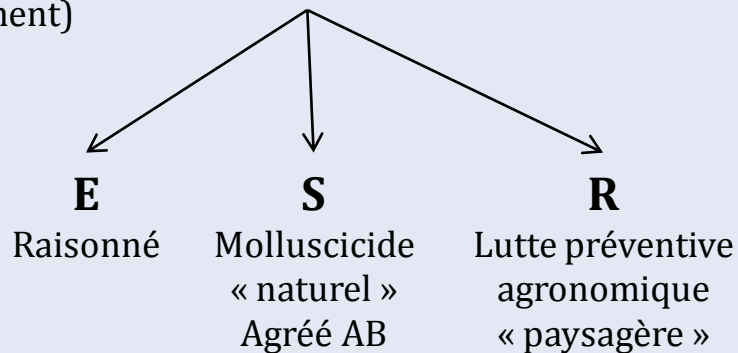 ment)
E S R
Raisonné Molluscicide Lutte préventive
« naturel » agronomique
Agréé AB « paysagère »